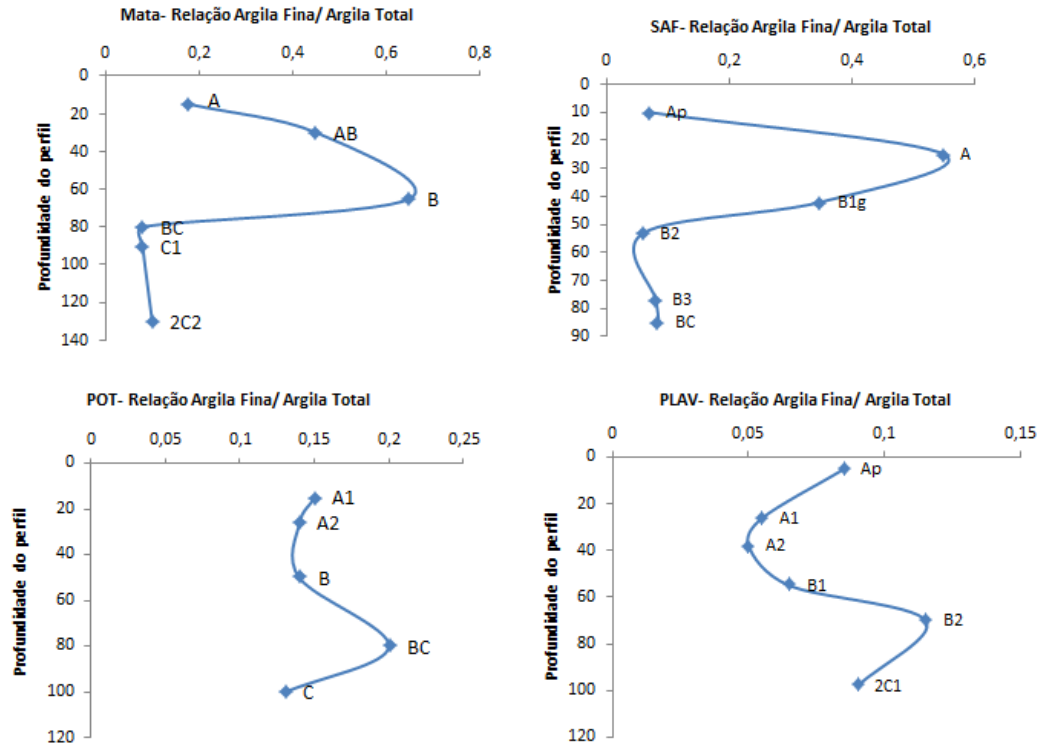 Mata- Relação Argila Fina/ Argila Total
0 0,2 0,4 0,6 0,8
Profundidade do perfil
0
20
40
60
80
100
120
140
A
AB
B
BC
C1
2C2
SAF- Relação Argila Fina/ Argila Total
0 0,2 0,4 0,6
Profundidade do perfil
0
10
20
30
40
50
60
70
80
90
Ap
A
B1g
B2
B3
BC
POT- Relação Argila Fina/ Argila Total
0 0,05 0,1 0,15 0,2 0,25
Profundidade do perfil
0
20
40
60
80
100
120
A1
A2
B
BC
C
PLAV- Relação Argila Fina/ Argila Total
0 0,05 0,1 0,15
Profundidade do perfil
0
20
40
60
80
100
120
Ap
A1
A2
B1
B2
2C1